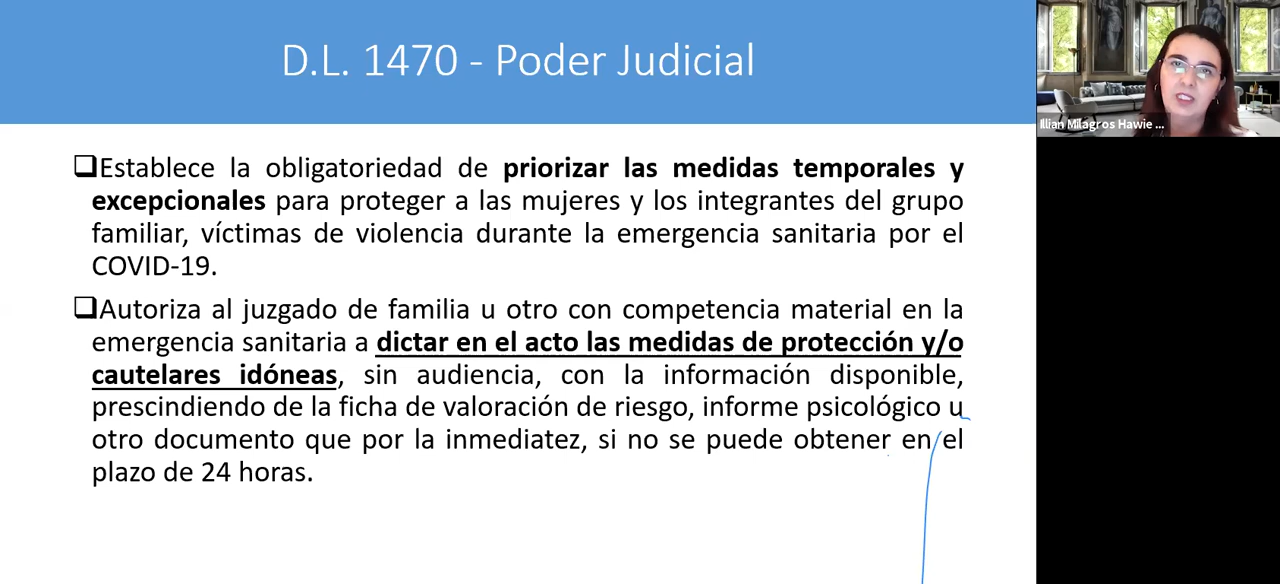 D.L. 1470 - Poder Judicial
❑Establece la obligatoriedad de priorizar las medidas temporales y
excepcionales para proteger a las mujeres y los integrantes del grupo
familiar, víctimas de violencia durante la emergencia sanitaria por el
COVID-19.
❑Autoriza al juzgado de familia u otro con competencia material en la
emergencia sanitaria a dictar en el acto las medidas de protección y/o
cautelares idóneas, sin audiencia, con la información disponible,
prescindiendo de la ficha de valoración de riesgo, informe psicológico u
otro documento que por la inmediatez, si no se puede obtener en el
plazo de 24 horas.
Illian Milagros Hawie ...